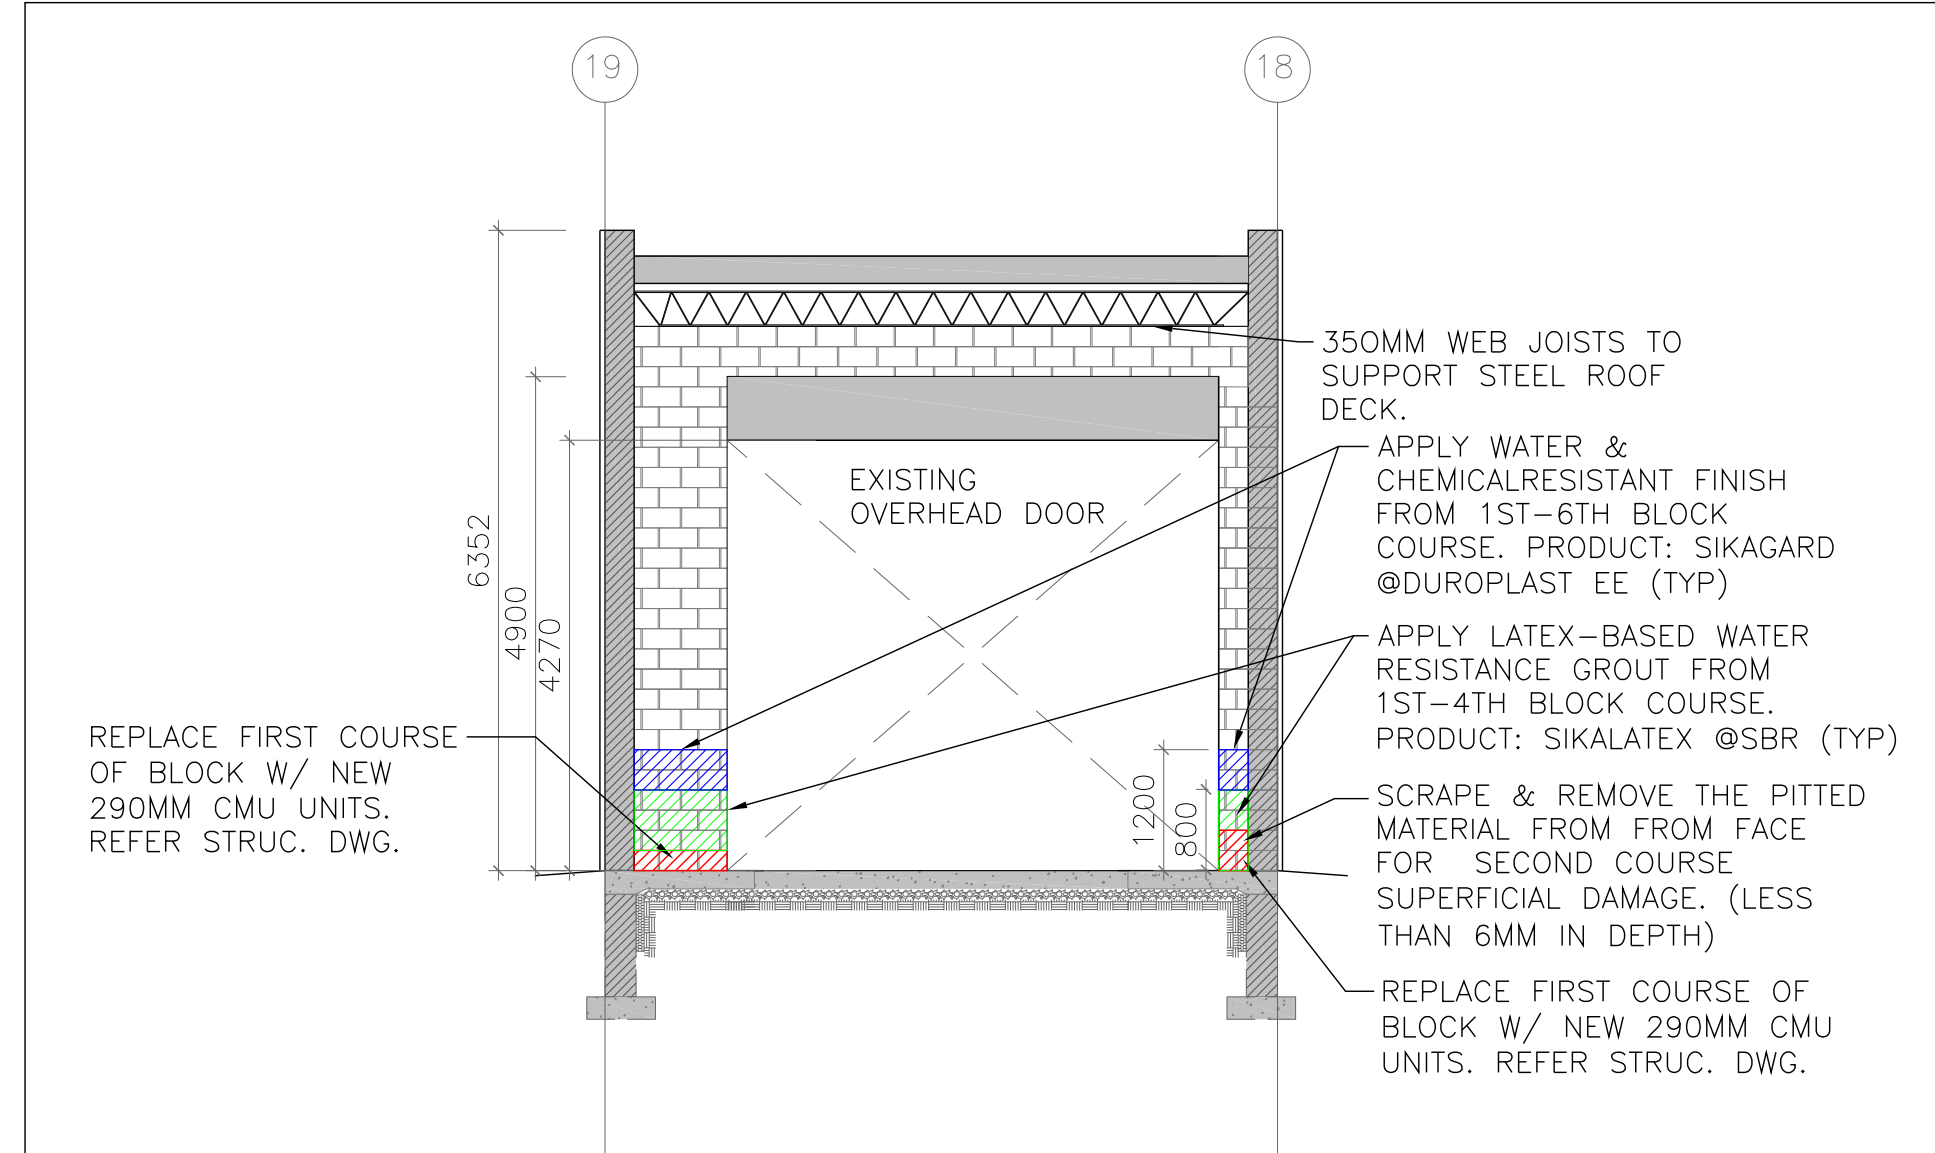 19
18
350MM WEB JOISTS TO
SUPPORT STEEL ROOF
DECK.
APPLY WATER &
CHEMICALRESISTANT FINISH
FROM 1ST-6TH BLOCK
COURSE. PRODUCT: SIKAGARD
@DUROPLAST EE (TYP)
EXISTING
OVERHEAD DOOR
6352
4900
4270
APPLY LATEX-BASED WATER
RESISTANCE GROUT FROM
1ST-4TH BLOCK COURSE.
PRODUCT: SIKALATEX @SBR (TYP)
REPLACE FIRST COURSE
OF BLOCK W/ NEW
290MM CMU UNITS.
REFER STRUC. DWG.
1200
800
SCRAPE & REMOVE THE PITTED
MATERIAL FROM FROM FACE
FOR SECOND COURSE
SUPERFICIAL DAMAGE. (LESS
THAN 6MM IN DEPTH)
REPLACE FIRST COURSE OF
BLOCK W/ NEW 290MM CMU
UNITS. REFER STRUC. DWG.